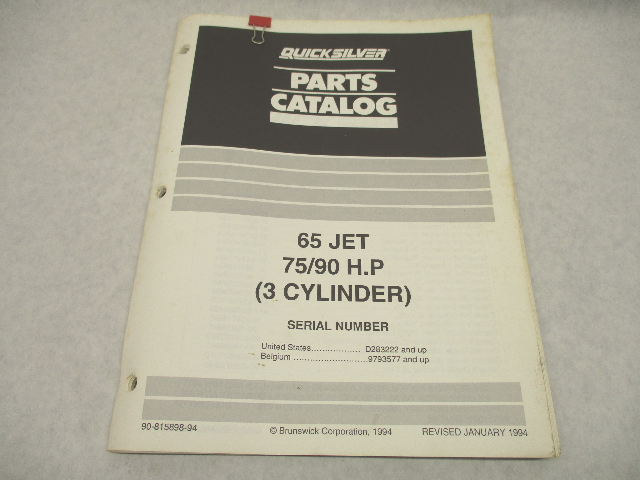 QUICKSILVER
PARTS
CATALOG
65 JET
75/90 H.P
(3 CYLINDER)
SERIAL NUMBER
United States.................. D283222 and up
Belgium ...........................9793577 and up
90-815898-94
© Brunswick Corporation, 1994
REVISED JANUARY 1994